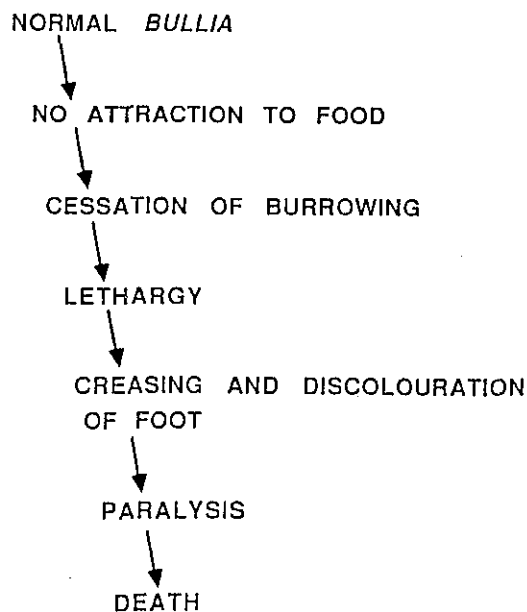 NORMAL BULLIA
NO ATTRACTION TO FOOD
CESSATION OF BURROWING
LETHARGY
CREASING AND DISCOLOURATION
OF FOOT
PARALYSIS
DEATH